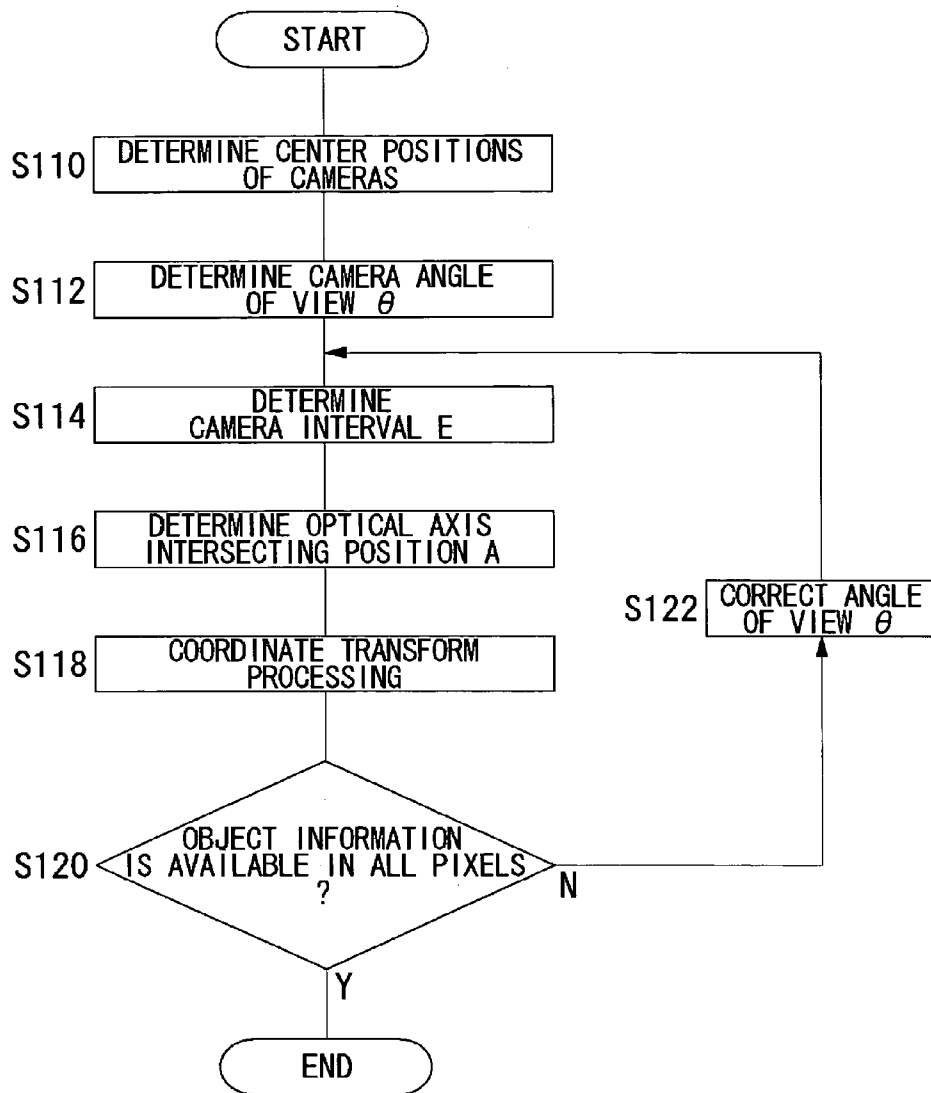 START
S110
DETERMINE CENTER POSITIONS
OF CAMERAS
S112
DETERMINE CAMERA ANGLE
OF VIEW θ
S114
DETERMINE
CAMERA INTERVAL E
S116
DETERMINE OPTICAL AXIS
INTERSECTING POSITION A
S122
CORRECT ANGLE
OF VIEW θ
S118
COORDINATE TRANSFORM
PROCESSING
S120
OBJECT INFORMATION
IS AVAILABLE IN ALL PIXELS
?
N
Y
END